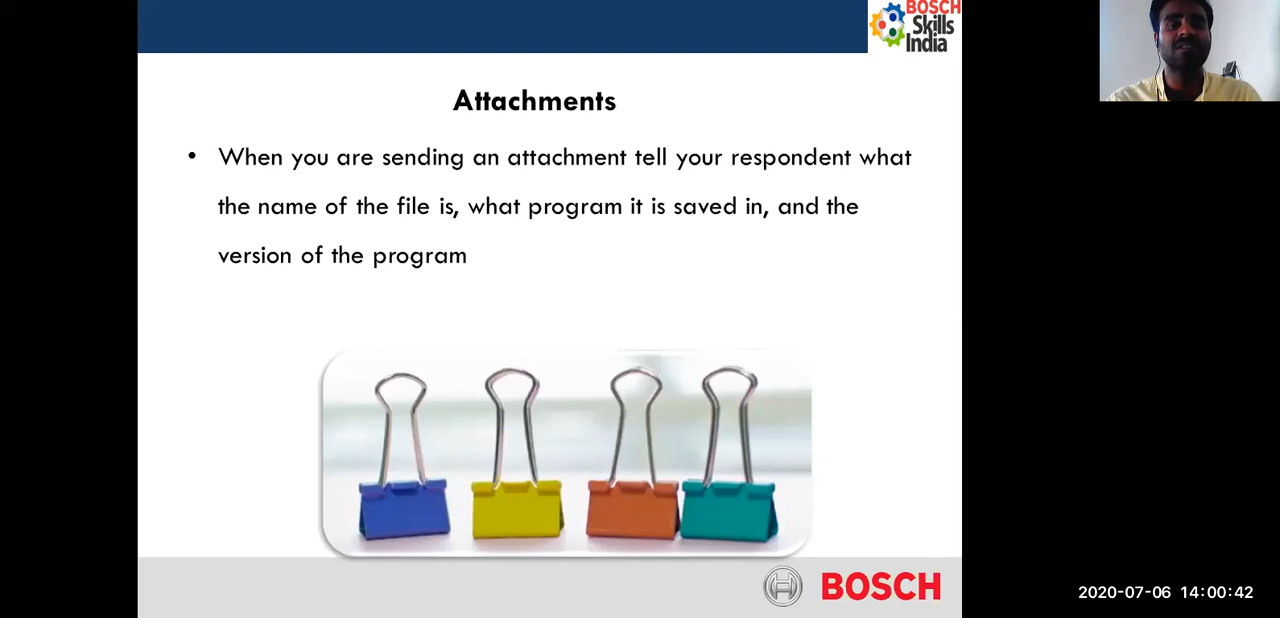 BOSCH
Skills
India
Attachments
• When you are sending an attachment tell your respondent what
the name of the file is, what program it is saved in, and the
version of the program
BOSCH
2020-07-06 14:00:42